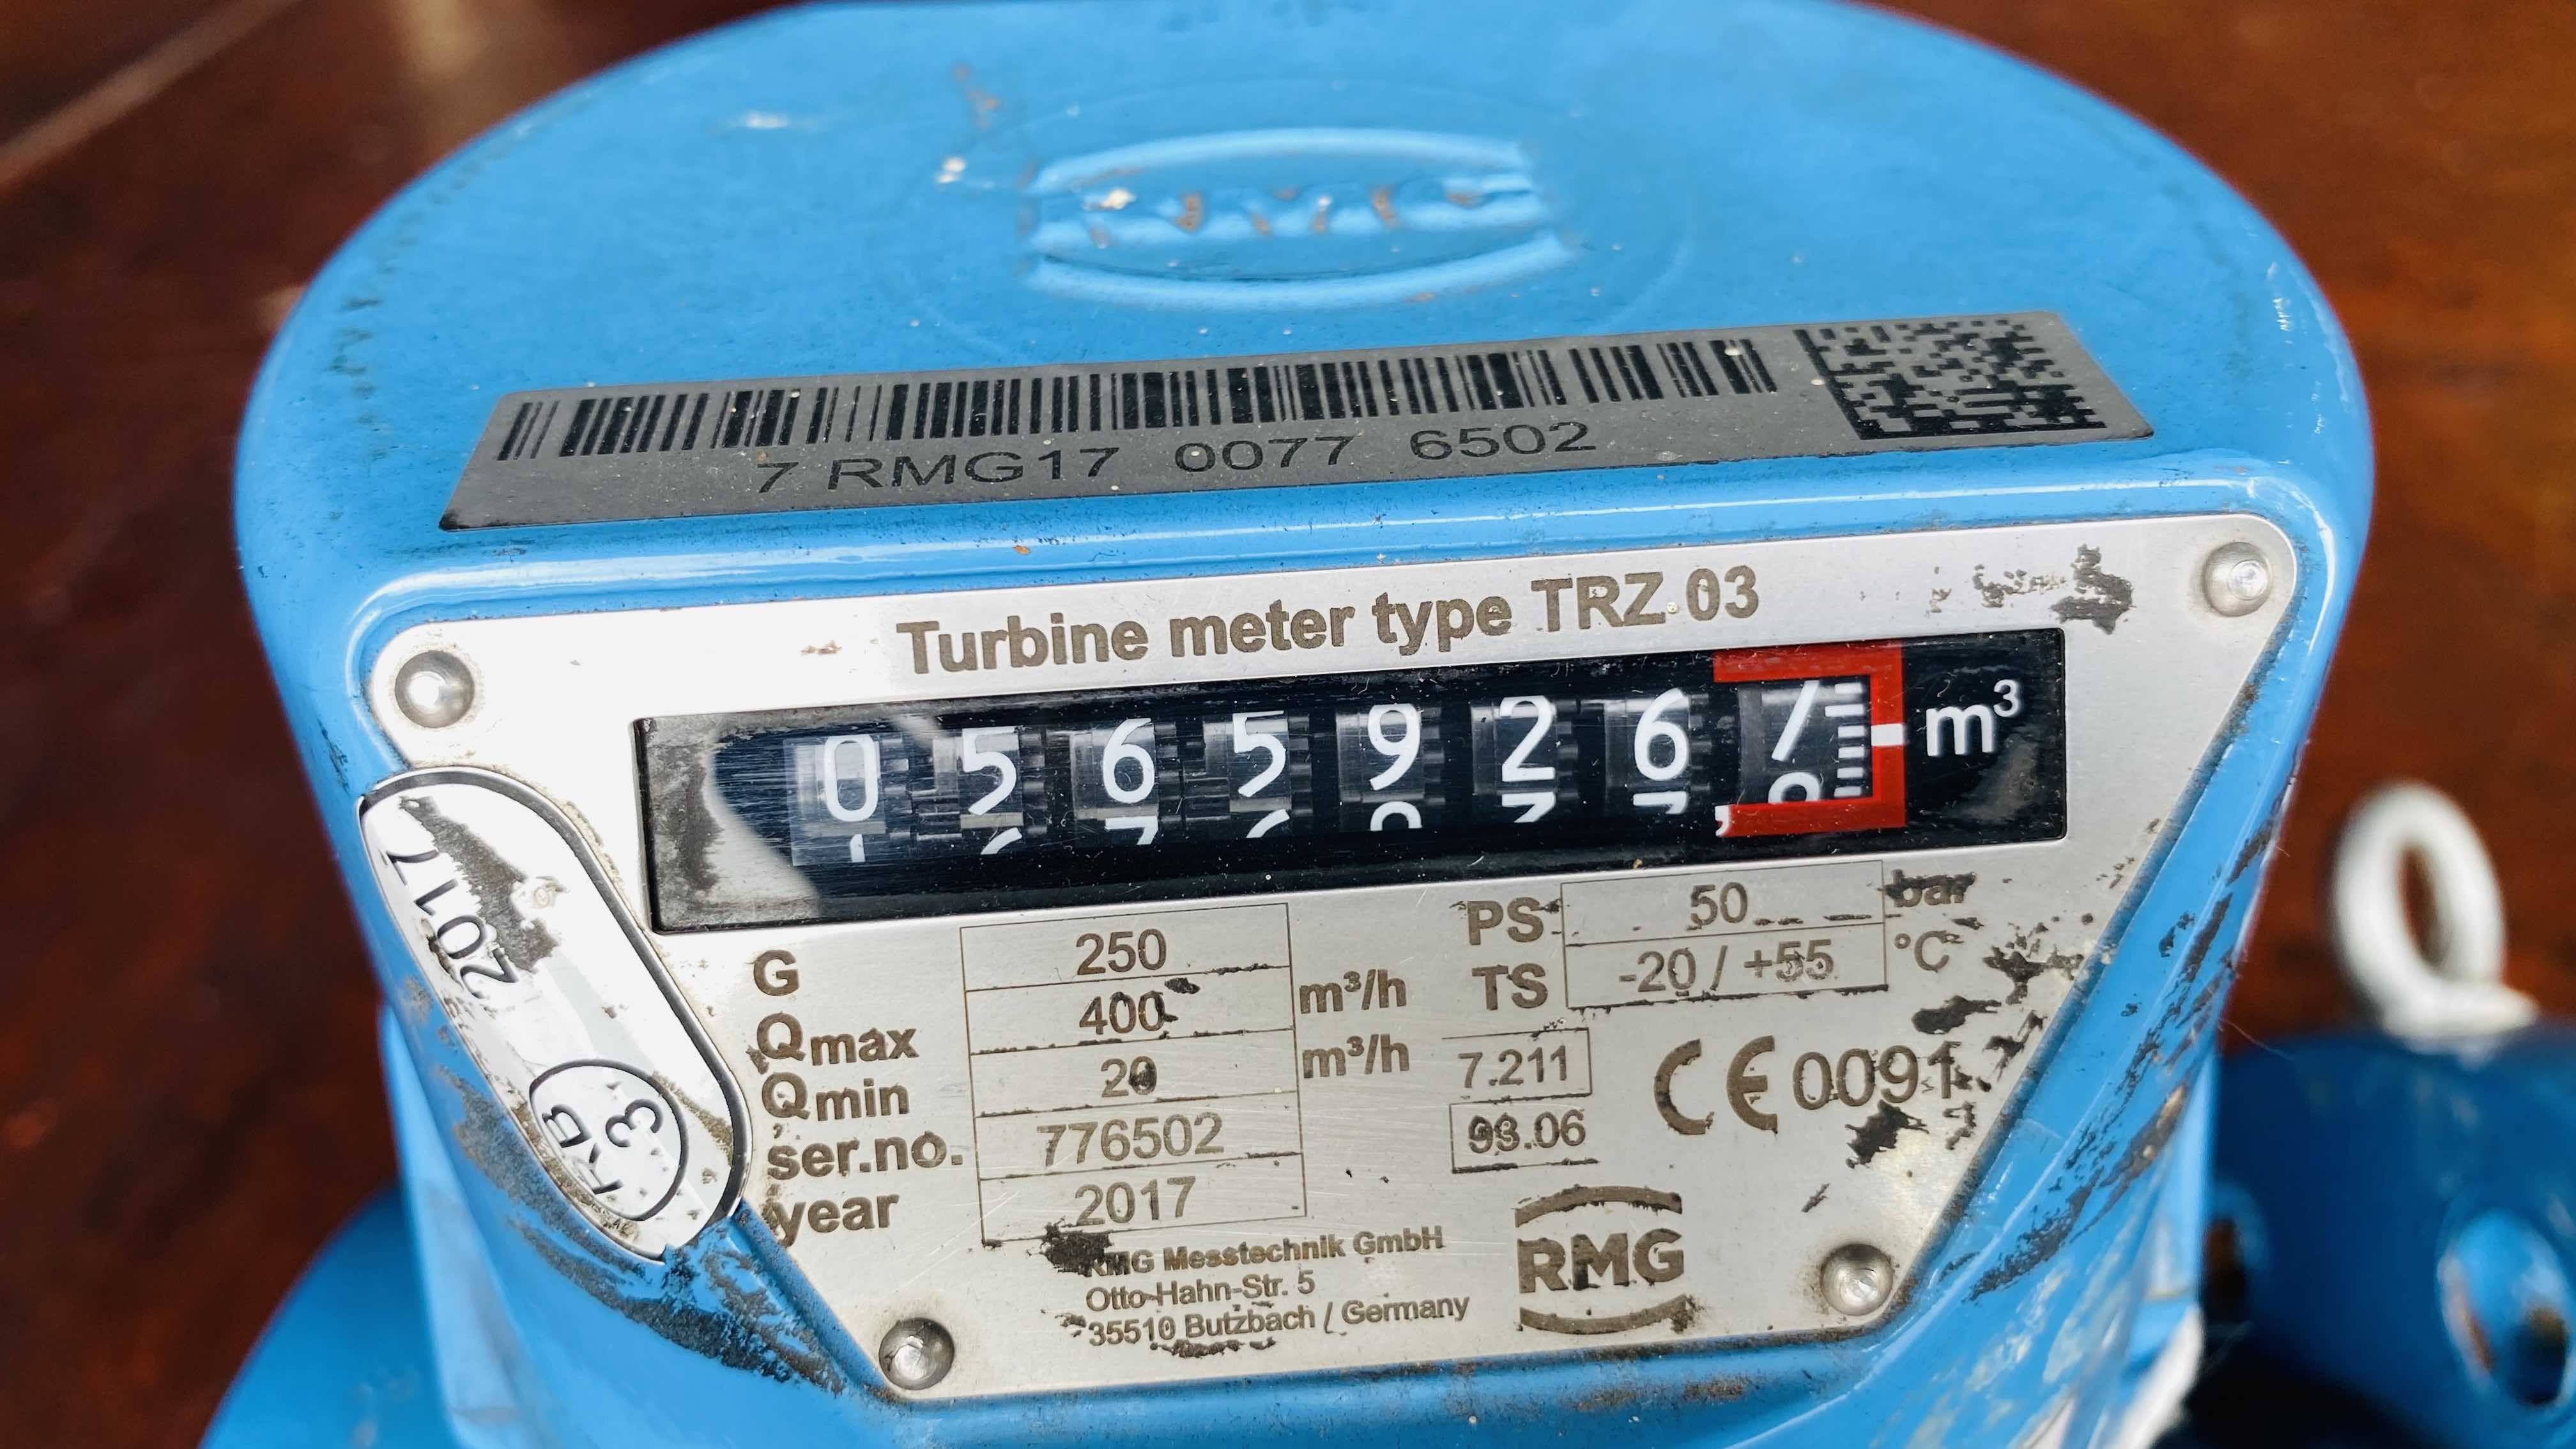 7 RMG17 0077 6502
Turbine meter type TRZ 03
0565926,7 m³
2017
RB 3
G 250
Qmax 400 m³/h
Qmin 20 m³/h
ser.no. 776502
year 2017
PS 50 bar
TS -20 / +55 °C
7.211
CE 0091
RMG Messtechnik GmbH
Otto-Hahn-Str. 5
35510 Butzbach / Germany
RMG